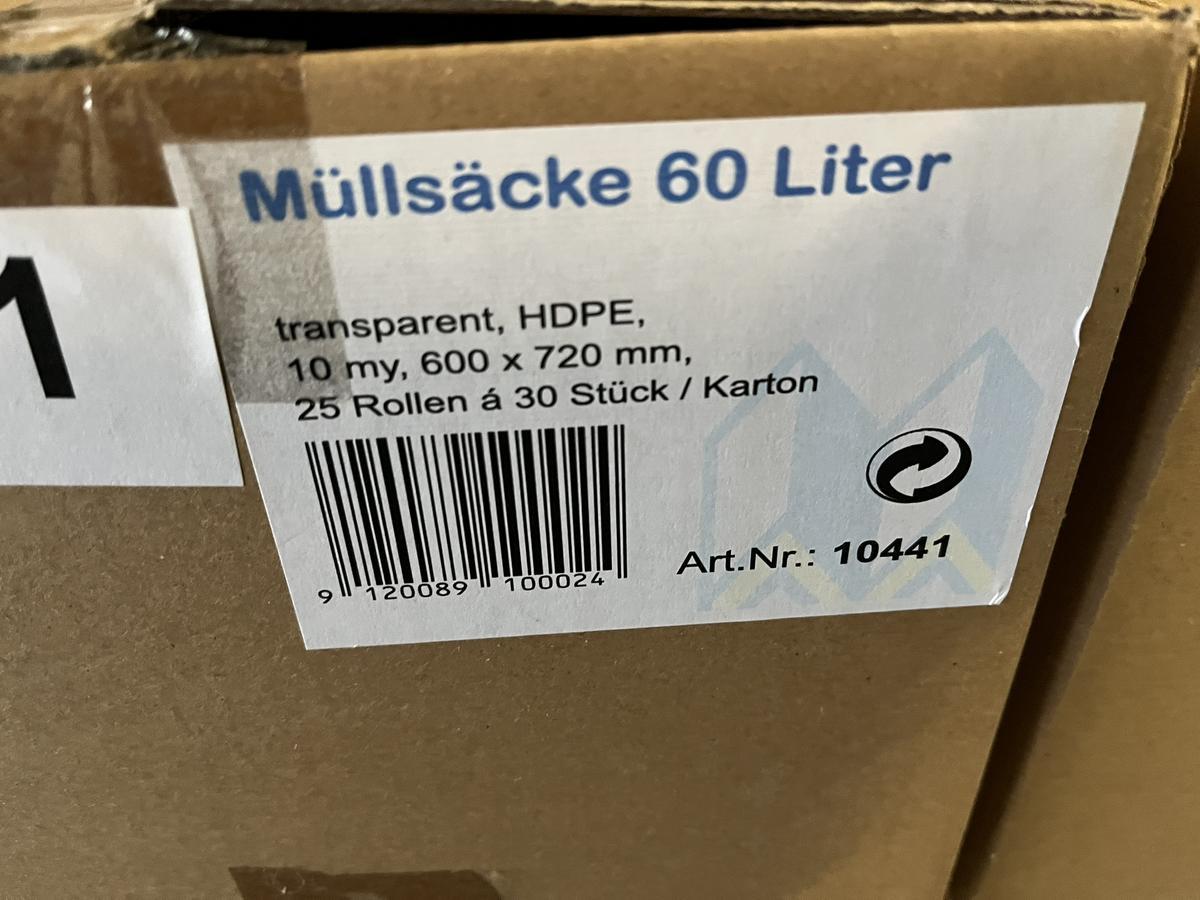 Müllsäcke 60 Liter
1
transparent, HDPE,
10 my, 600 x 720 mm,
25 Rollen á 30 Stück / Karton
Art.Nr.: 10441
9 120089 100024